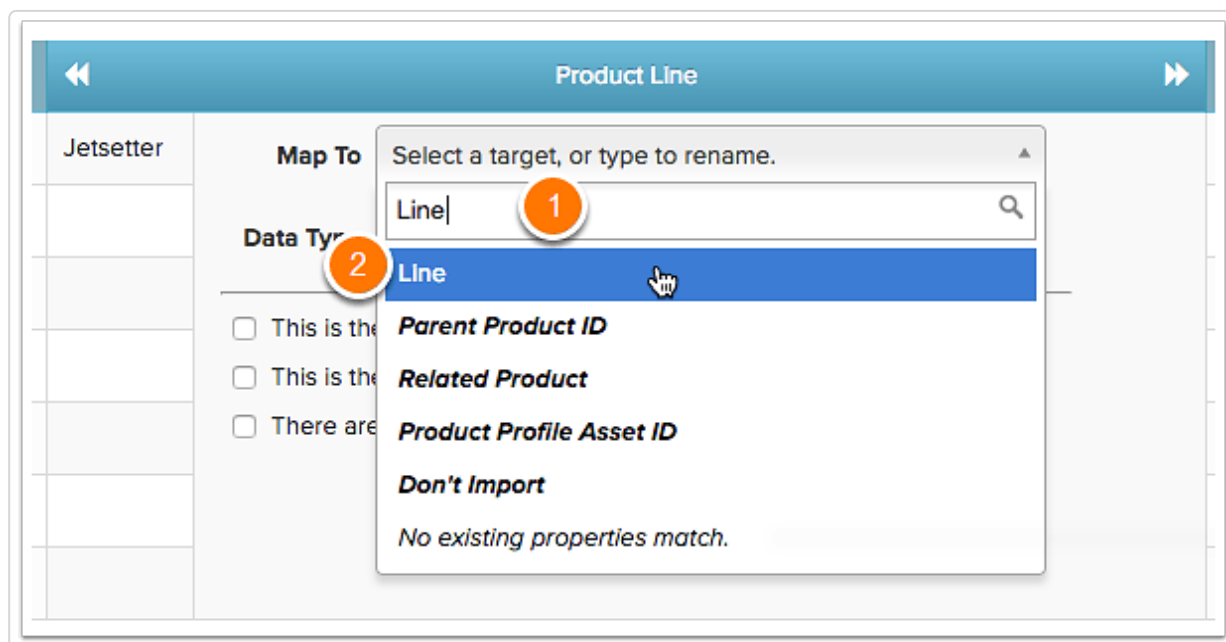 Product Line
Jetsetter
Map To
Select a target, or type to rename.
Line
1
Data Typ
2
Line
Parent Product ID
This is the
Related Product
This is the
Product Profile Asset ID
There are
Don't Import
No existing properties match.